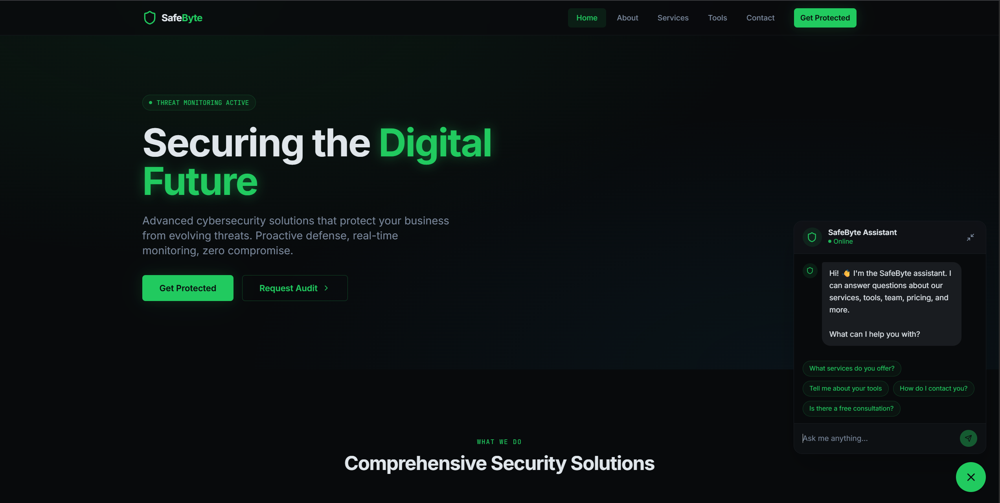 SafeByte
Home
About
Services
Tools
Contact
Get Protected
THREAT MONITORING ACTIVE
Securing the Digital
Future
Advanced cybersecurity solutions that protect your business
from evolving threats. Proactive defense, real-time
monitoring, zero compromise.
Get Protected
Request Audit
WHAT WE DO
Comprehensive Security Solutions
SafeByte Assistant
Online
Hi! 👋 I'm the SafeByte assistant. I
can answer questions about our
services, tools, team, pricing, and
more.
What can I help you with?
What services do you offer?
Tell me about your tools
How do I contact you?
Is there a free consultation?
Ask me anything...